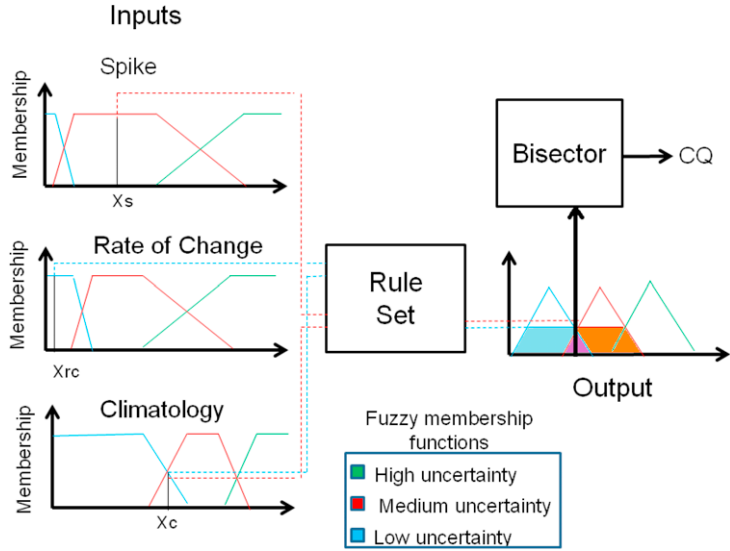 Inputs
Spike
Membership
Xs
Rate of Change
Membership
Xrc
Climatology
Membership
Xc
Rule
Set
Bisector
CQ
Output
Fuzzy membership
functions
High uncertainty
Medium uncertainty
Low uncertainty